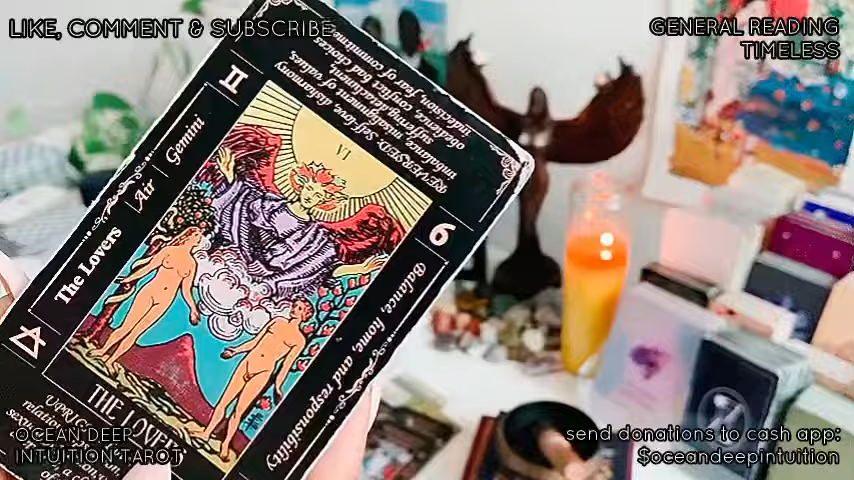 LIKE, COMMENT & SUBSCRIBE
GENERAL READING
TIMELESS
REVERSED: Self-love, disharmony
imbalance, misalignment of values,
suffering, detachment,
obedience, conflict bad choices
indecision, fear of commitment
II
Gemini
Air
The Lovers
VI
6
Balance, home, and responsibility
THE LOVERS
UPRIGHT
OCEAN DEEP
INTUITION TAROT
send donations to cash app:
$oceandeepintuition